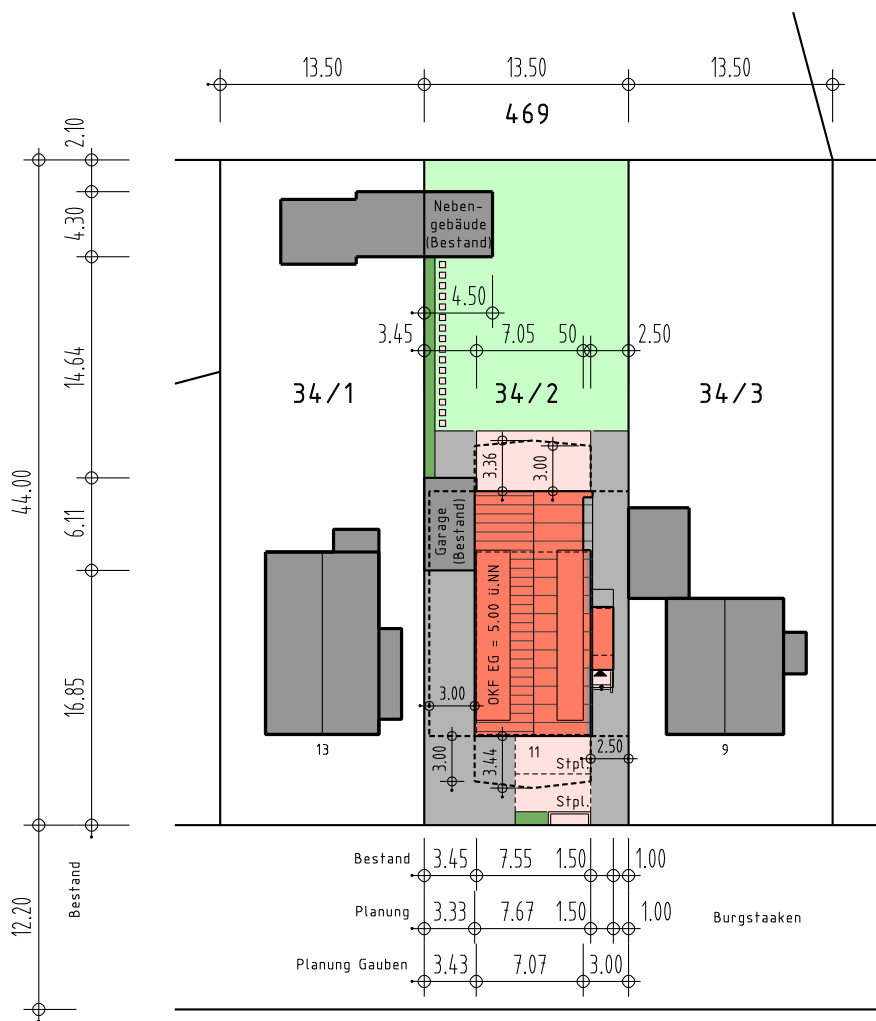 13.50 13.50 13.50
469
2.10
4.30
14.64
44.00
6.11
16.85
12.20
Bestand
Neben-
gebäude
(Bestand)
4.50
3.45 7.05 50 2.50
34/1 34/2 34/3
3.36 3.00
Garage
(Bestand)
OKF EG = 5.00 ü.NN
3.00
13 11 9
3.00 3.44 2.50
Stpl.
Stpl.
Bestand 3.45 7.55 1.50 1.00
Planung 3.33 7.67 1.50 1.00 Burgstaaken
Planung Gauben 3.43 7.07 3.00